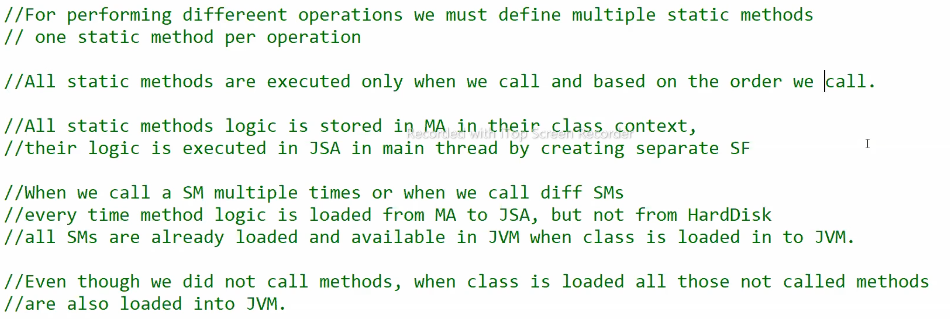 //For performing differeent operations we must define multiple static methods
// one static method per operation
//All static methods are executed only when we call and based on the order we call.
//All static methods logic is stored in MA in their class context,
Recorded with iTop Screen Recorder
//their logic is executed in JSA in main thread by creating separate SF
//When we call a SM multiple times or when we call diff SMs
//every time method logic is loaded from MA to JSA, but not from HardDisk
//all SMs are already loaded and available in JVM when class is loaded in to JVM.
//Even though we did not call methods, when class is loaded all those not called methods
//are also loaded into JVM.